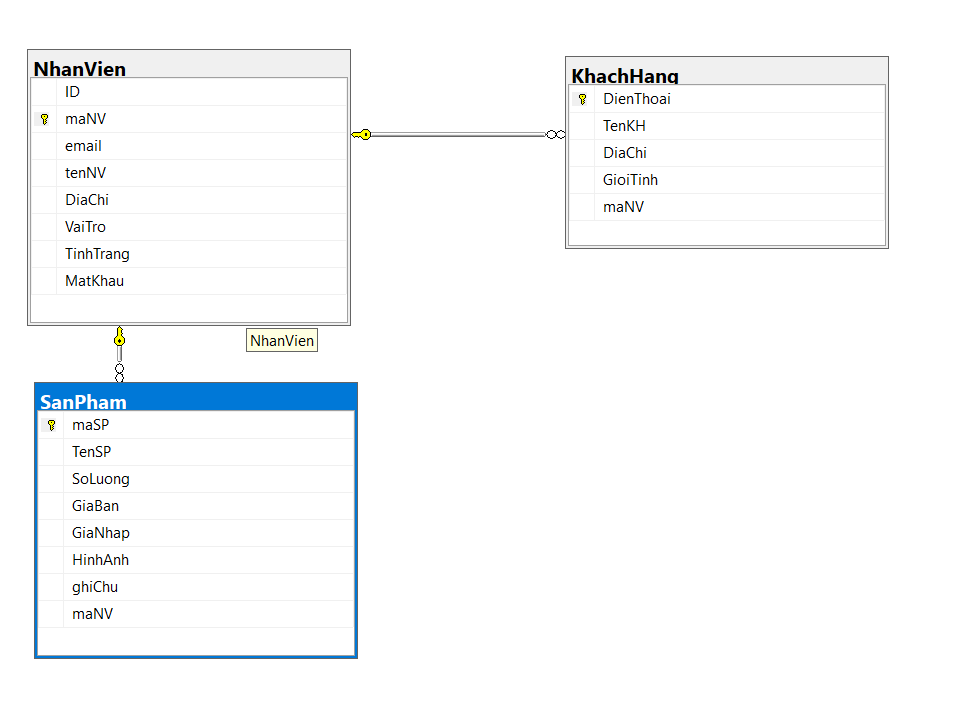 NhanVien
ID
maNV
email
tenNV
DiaChi
VaiTro
TinhTrang
MatKhau
KhachHang
DienThoai
TenKH
DiaChi
GioiTinh
maNV
NhanVien
SanPham
maSP
TenSP
SoLuong
GiaBan
GiaNhap
HinhAnh
ghiChu
maNV